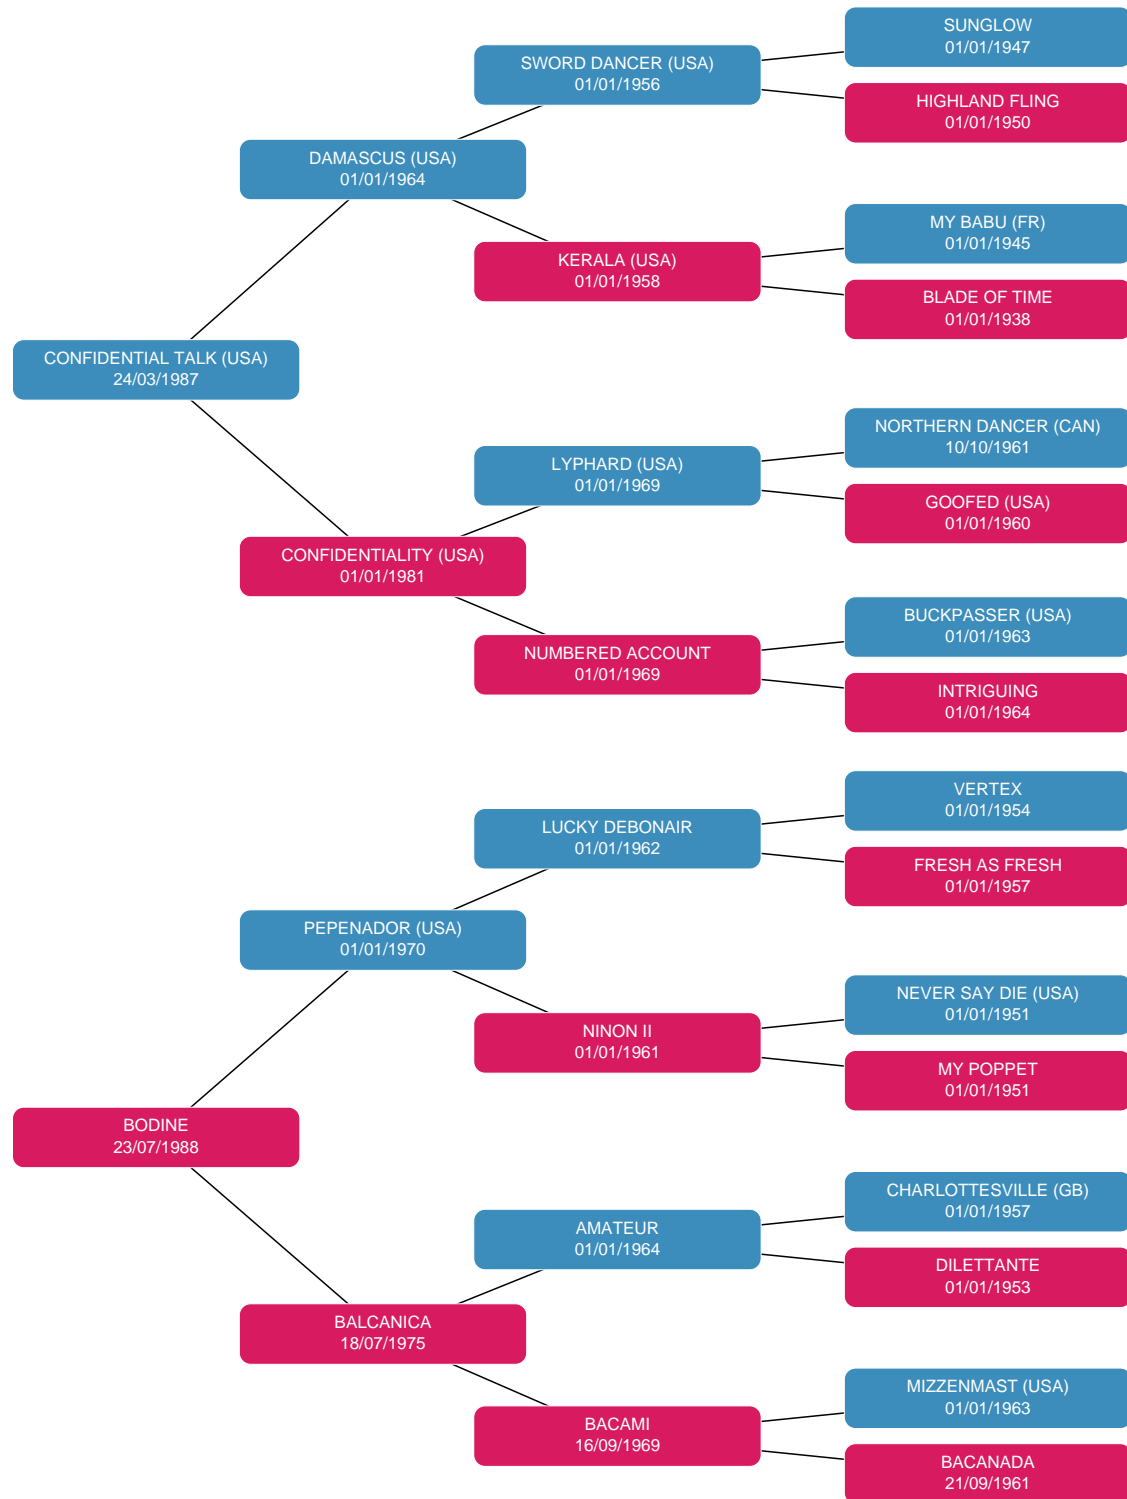 SUNGLOW
01/01/1947
SWORD DANCER (USA)
01/01/1956
HIGHLAND FLING
01/01/1950
DAMASCUS (USA)
01/01/1964
MY BABU (FR)
01/01/1945
KERALA (USA)
01/01/1958
BLADE OF TIME
01/01/1938
CONFIDENTIAL TALK (USA)
24/03/1987
NORTHERN DANCER (CAN)
10/10/1961
LYPHARD (USA)
01/01/1969
GOOFED (USA)
01/01/1960
CONFIDENTIALITY (USA)
01/01/1981
BUCKPASSER (USA)
01/01/1963
NUMBERED ACCOUNT
01/01/1969
INTRIGUING
01/01/1964
VERTEX
01/01/1954
LUCKY DEBONAIR
01/01/1962
FRESH AS FRESH
01/01/1957
PEPENADOR (USA)
01/01/1970
NEVER SAY DIE (USA)
01/01/1951
NINON II
01/01/1961
MY POPPET
01/01/1951
BODINE
23/07/1988
CHARLOTTESVILLE (GB)
01/01/1957
AMATEUR
01/01/1964
DILETTANTE
01/01/1953
BALCANICA
18/07/1975
MIZZENMAST (USA)
01/01/1963
BACAMI
16/09/1969
BACANADA
21/09/1961